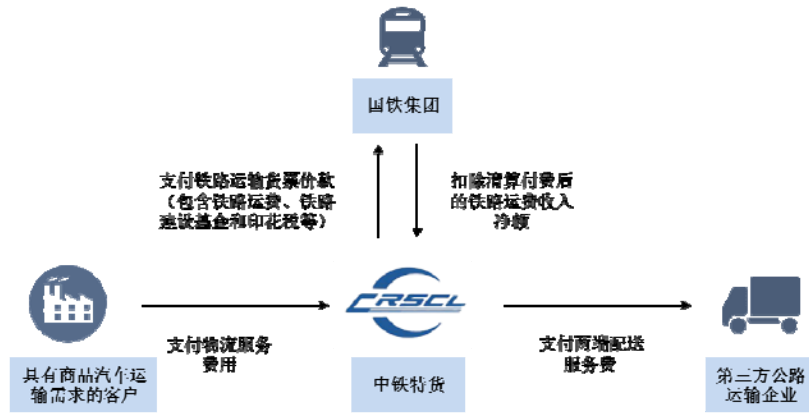 国铁集团
支付铁路运输货票价款
（包含铁路运费、铁路
建设基金和印花税等）
扣除清算付费后
的铁路运费收入
净额
CRSCL
支付物流服务
费用
支付两端配送
服务费
具有商品汽车运
输需求的客户
中铁特货
第三方公路
运输企业